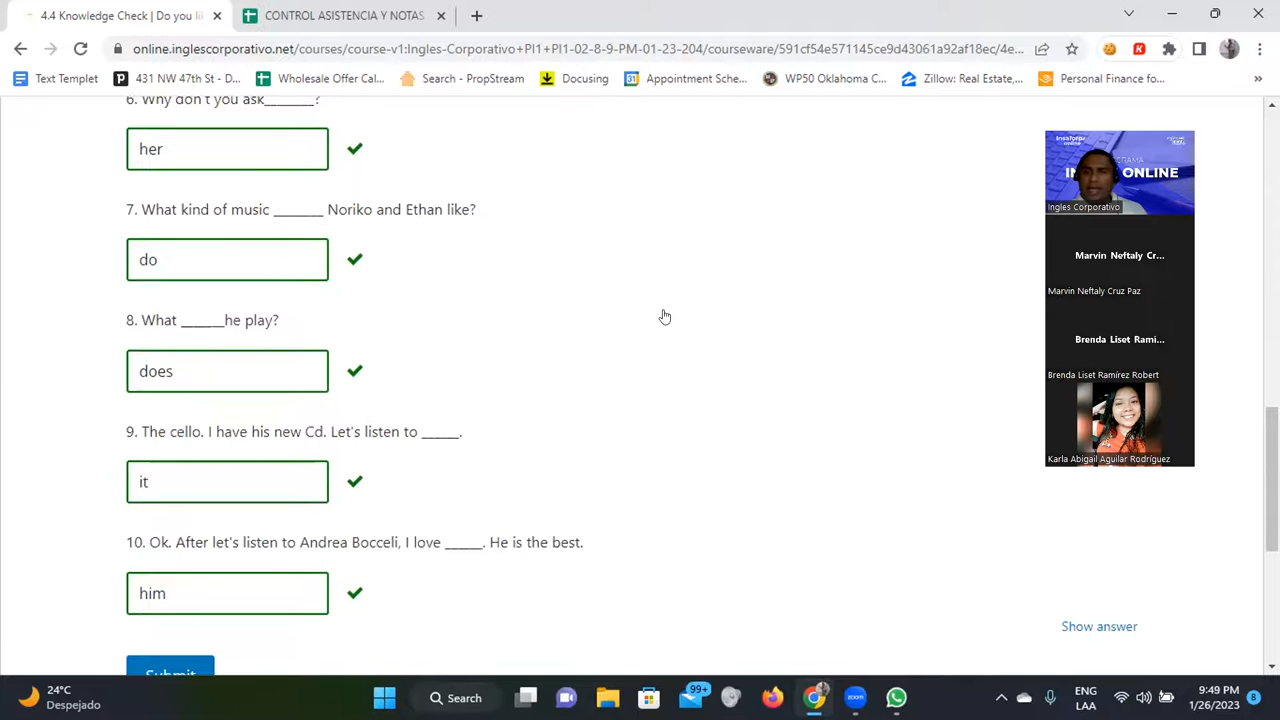 4.4 Knowledge Check | Do you li
CONTROL ASISTENCIA Y NOTAS
online.inglescorporativo.net/courses/course-v1:Ingles-Corporativo+PI1+PI1-02-8-9-PM-01-23-204/courseware/591cf54e571145ce9d43061a92af18ec/4e...
Text Templet
431 NW 47th St - D...
Wholesale Offer Cal...
Search - PropStream
Docusing
Appointment Sche...
WP50 Oklahoma C...
Zillow: Real Estate,...
Personal Finance fo...
»
6. Why don't you ask________?
her
7. What kind of music _______ Noriko and Ethan like?
do
8. What ______he play?
does
9. The cello. I have his new Cd. Let's listen to _____.
it
10. Ok. After let's listen to Andrea Bocceli, I love _____. He is the best.
him
Show answer
Submit
ONLINE
Ingles Corporativo
Marvin Neftaly Cr...
Marvin Neftaly Cruz Paz
Brenda Liset Rami...
Brenda Liset Ramírez Robert
Karla Abigail Aguilar Rodríguez
24°C
Despejado
Search
99+
zoom
ENG
LAA
9:49 PM
1/26/2023
8